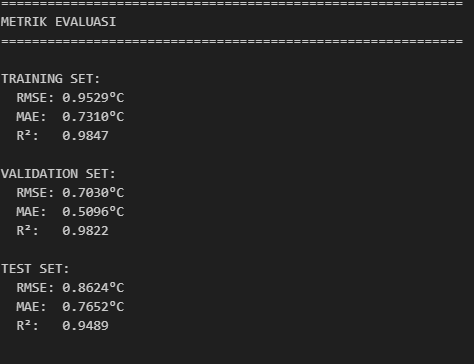 ============================================================
METRIK EVALUASI
============================================================
TRAINING SET:
RMSE: 0.9529°C
MAE: 0.7310°C
R²: 0.9847
VALIDATION SET:
RMSE: 0.7030°C
MAE: 0.5096°C
R²: 0.9822
TEST SET:
RMSE: 0.8624°C
MAE: 0.7652°C
R²: 0.9489